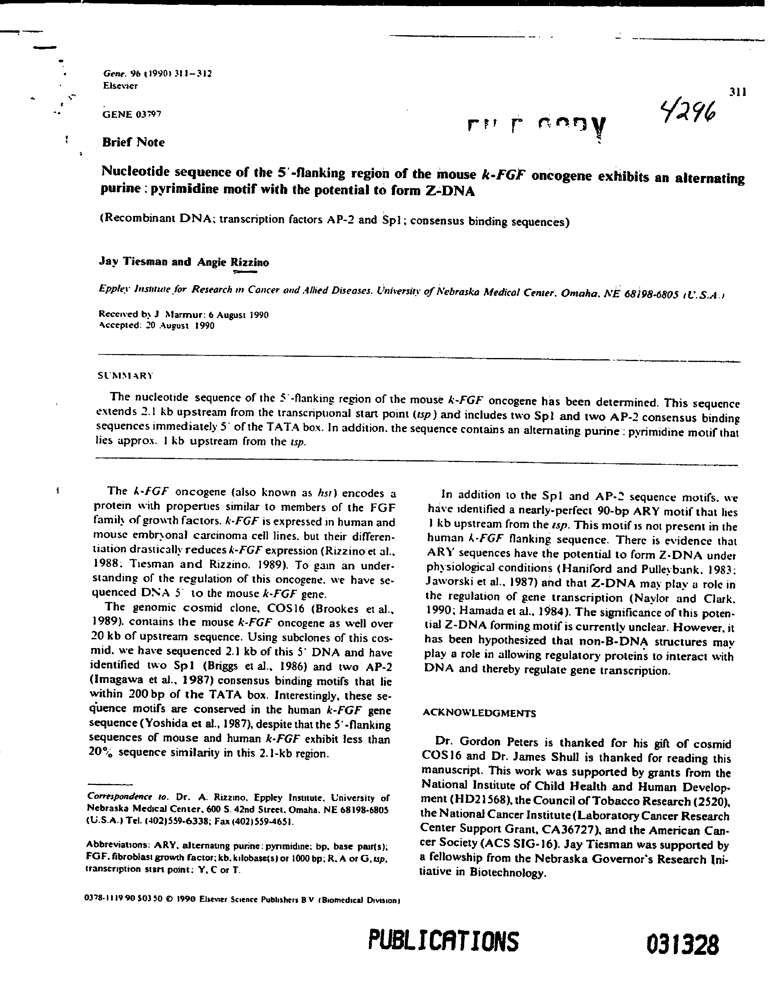 Gene, 96 (1990) 311–312
Elsevier
311
GENE 03797
4296
Brief Note
Nucleotide sequence of the 5'-flanking region of the mouse k-FGF oncogene exhibits an alternating
purine : pyrimidine motif with the potential to form Z-DNA
(Recombinant DNA; transcription factors AP-2 and Sp1; consensus binding sequences)
Jay Tiesman and Angie Rizzino
Eppley Institute for Research in Cancer and Allied Diseases, University of Nebraska Medical Center, Omaha, NE 68198-6805 (U.S.A.)
Received by J Marmur: 6 August 1990
Accepted: 20 August 1990
SUMMARY
The nucleotide sequence of the 5'-flanking region of the mouse k-FGF oncogene has been determined. This sequence
extends 2.1 kb upstream from the transcriptional start point (tsp) and includes two Sp1 and two AP-2 consensus binding
sequences immediately 5' of the TATA box. In addition, the sequence contains an alternating purine : pyrimidine motif that
lies approx. 1 kb upstream from the tsp.
The k-FGF oncogene (also known as hst) encodes a
protein with properties similar to members of the FGF
family of growth factors. k-FGF is expressed in human and
mouse embryonal carcinoma cell lines, but their differen-
tiation drastically reduces k-FGF expression (Rizzino et al.,
1988; Tiesman and Rizzino, 1989). To gain an under-
standing of the regulation of this oncogene, we have se-
quenced DNA 5' to the mouse k-FGF gene.
The genomic cosmid clone, COS16 (Brookes et al.,
1989), contains the mouse k-FGF oncogene as well over
20 kb of upstream sequence. Using subclones of this cos-
mid, we have sequenced 2.1 kb of this 5' DNA and have
identified two Sp1 (Briggs et al., 1986) and two AP-2
(Imagawa et al., 1987) consensus binding motifs that lie
within 200 bp of the TATA box. Interestingly, these se-
quence motifs are conserved in the human k-FGF gene
sequence (Yoshida et al., 1987), despite that the 5'-flanking
sequences of mouse and human k-FGF exhibit less than
20% sequence similarity in this 2.1-kb region.
Correspondence to: Dr. A. Rizzino, Eppley Institute, University of
Nebraska Medical Center, 600 S. 42nd Street, Omaha, NE 68198-6805
(U.S.A.) Tel. (402)559-6338; Fax (402)559-4651.
Abbreviations: ARY, alternating purine:pyrimidine; bp, base pair(s);
FGF, fibroblast growth factor; kb, kilobase(s) or 1000 bp; R, A or G, tsp,
transcription start point; Y, C or T.
0378-1119/90/$03.50 © 1990 Elsevier Science Publishers B.V. (Biomedical Division)
In addition to the Sp1 and AP-2 sequence motifs, we
have identified a nearly-perfect 90-bp ARY motif that lies
1 kb upstream from the tsp. This motif is not present in the
human k-FGF flanking sequence. There is evidence that
ARY sequences have the potential to form Z-DNA under
physiological conditions (Haniford and Pulleybank, 1983;
Jaworski et al., 1987) and that Z-DNA may play a role in
the regulation of gene transcription (Naylor and Clark,
1990; Hamada et al., 1984). The significance of this poten-
tial Z-DNA forming motif is currently unclear. However, it
has been hypothesized that non-B-DNA structures may
play a role in allowing regulatory proteins to interact with
DNA and thereby regulate gene transcription.
ACKNOWLEDGMENTS
Dr. Gordon Peters is thanked for his gift of cosmid
COS16 and Dr. James Shull is thanked for reading this
manuscript. This work was supported by grants from the
National Institute of Child Health and Human Develop-
ment (HD21568), the Council of Tobacco Research (2520),
the National Cancer Institute (Laboratory Cancer Research
Center Support Grant, CA36727), and the American Can-
cer Society (ACS SIG-16). Jay Tiesman was supported by
a fellowship from the Nebraska Governor's Research Ini-
tiative in Biotechnology.
PUBLICATIONS
031328